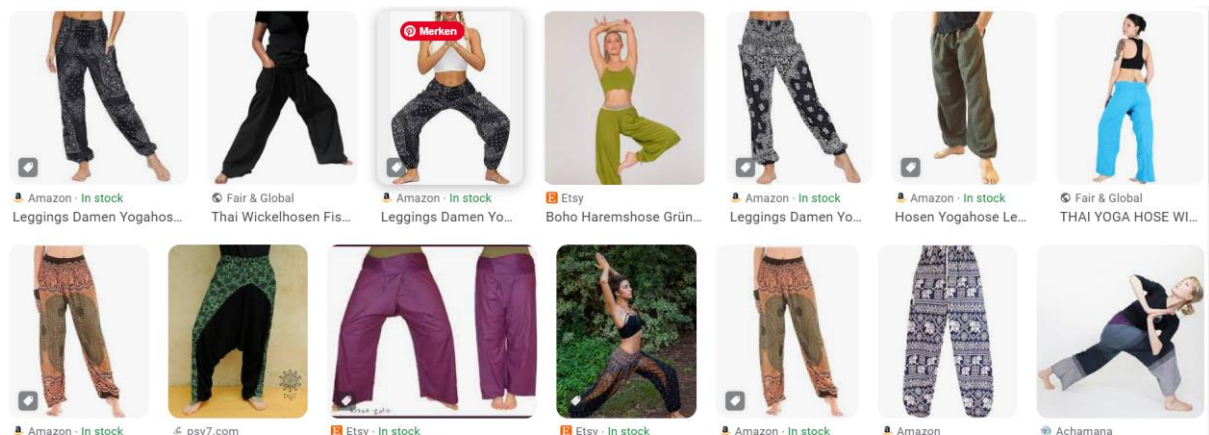 Merken
Amazon · In stock
Leggings Damen Yogahos...
Fair & Global
Thai Wickelhosen Fis...
Amazon · In stock
Leggings Damen Yo...
Etsy
Boho Haremshose Grün...
Amazon · In stock
Leggings Damen Yo...
Amazon · In stock
Hosen Yogahose Le...
Fair & Global
THAI YOGA HOSE WI...
Amazon · In stock
psy7.com
Etsy · In stock
Etsy · In stock
Amazon · In stock
Amazon
Achamana